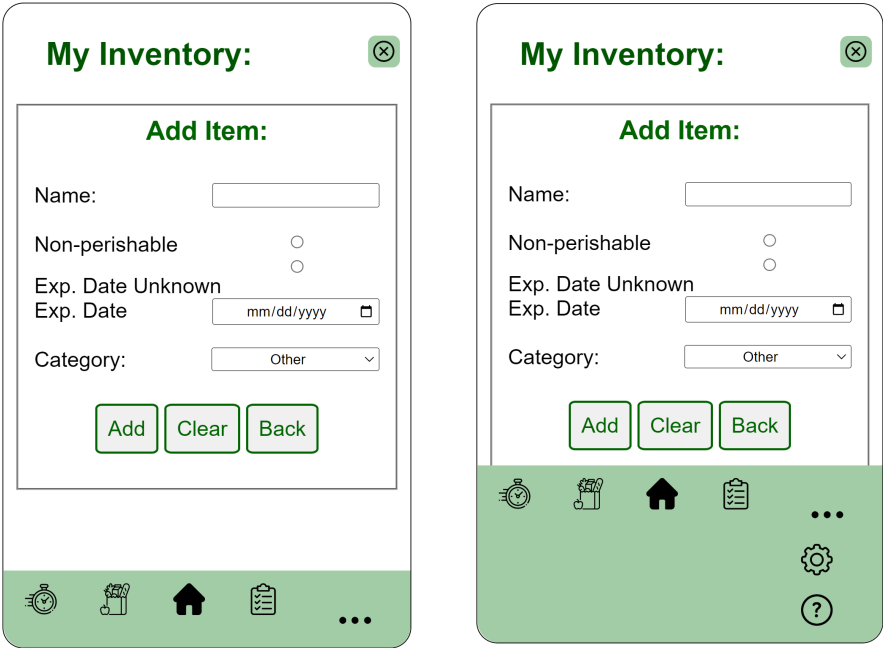 My Inventory:
Add Item:
Name:
Non-perishable
Exp. Date Unknown
Exp. Date mm/dd/yyyy
Category: Other
Add Clear Back
My Inventory:
Add Item:
Name:
Non-perishable
Exp. Date Unknown
Exp. Date mm/dd/yyyy
Category: Other
Add Clear Back
?